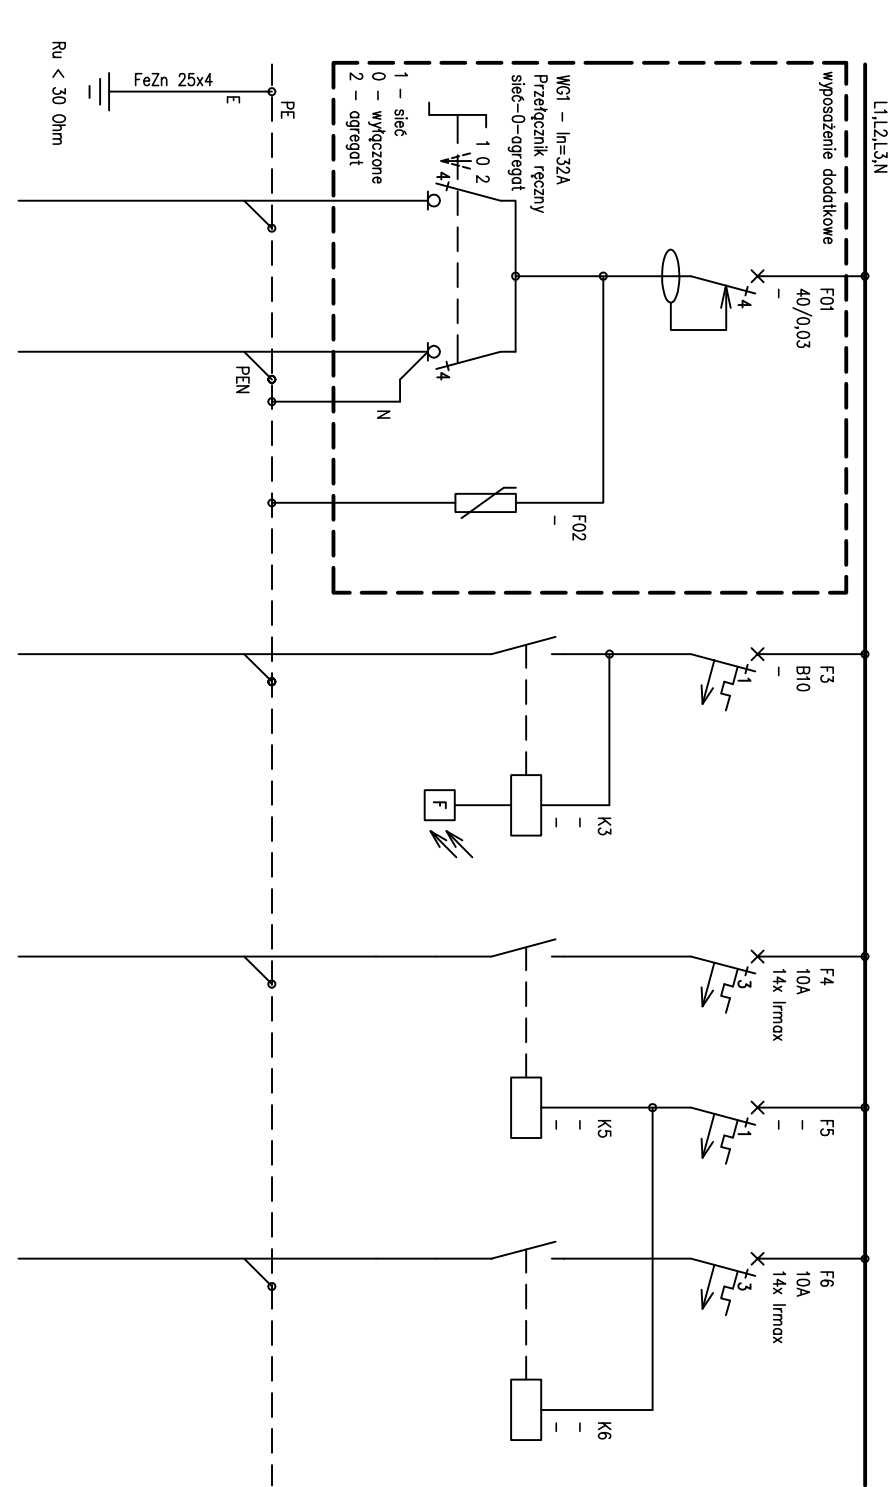 L1,L2,L3,N
wyposażenie dodatkowe
F01
40/0,03
-
4
WG1 - In=32A
Przełącznik ręczny
sieć-0-agregat
1 0 2
4
4
1 - sieć
0 - wyłączone
2 - agregat
N
F02
-
PE
FeZn 25x4
E
Ru < 30 Ohm
PEN
F3
B10
-
1
K3
-
-
F
F4
10A
14x Irmax
3
F5
-
-
1
K5
-
-
F6
10A
14x Irmax
3
K6
-
-